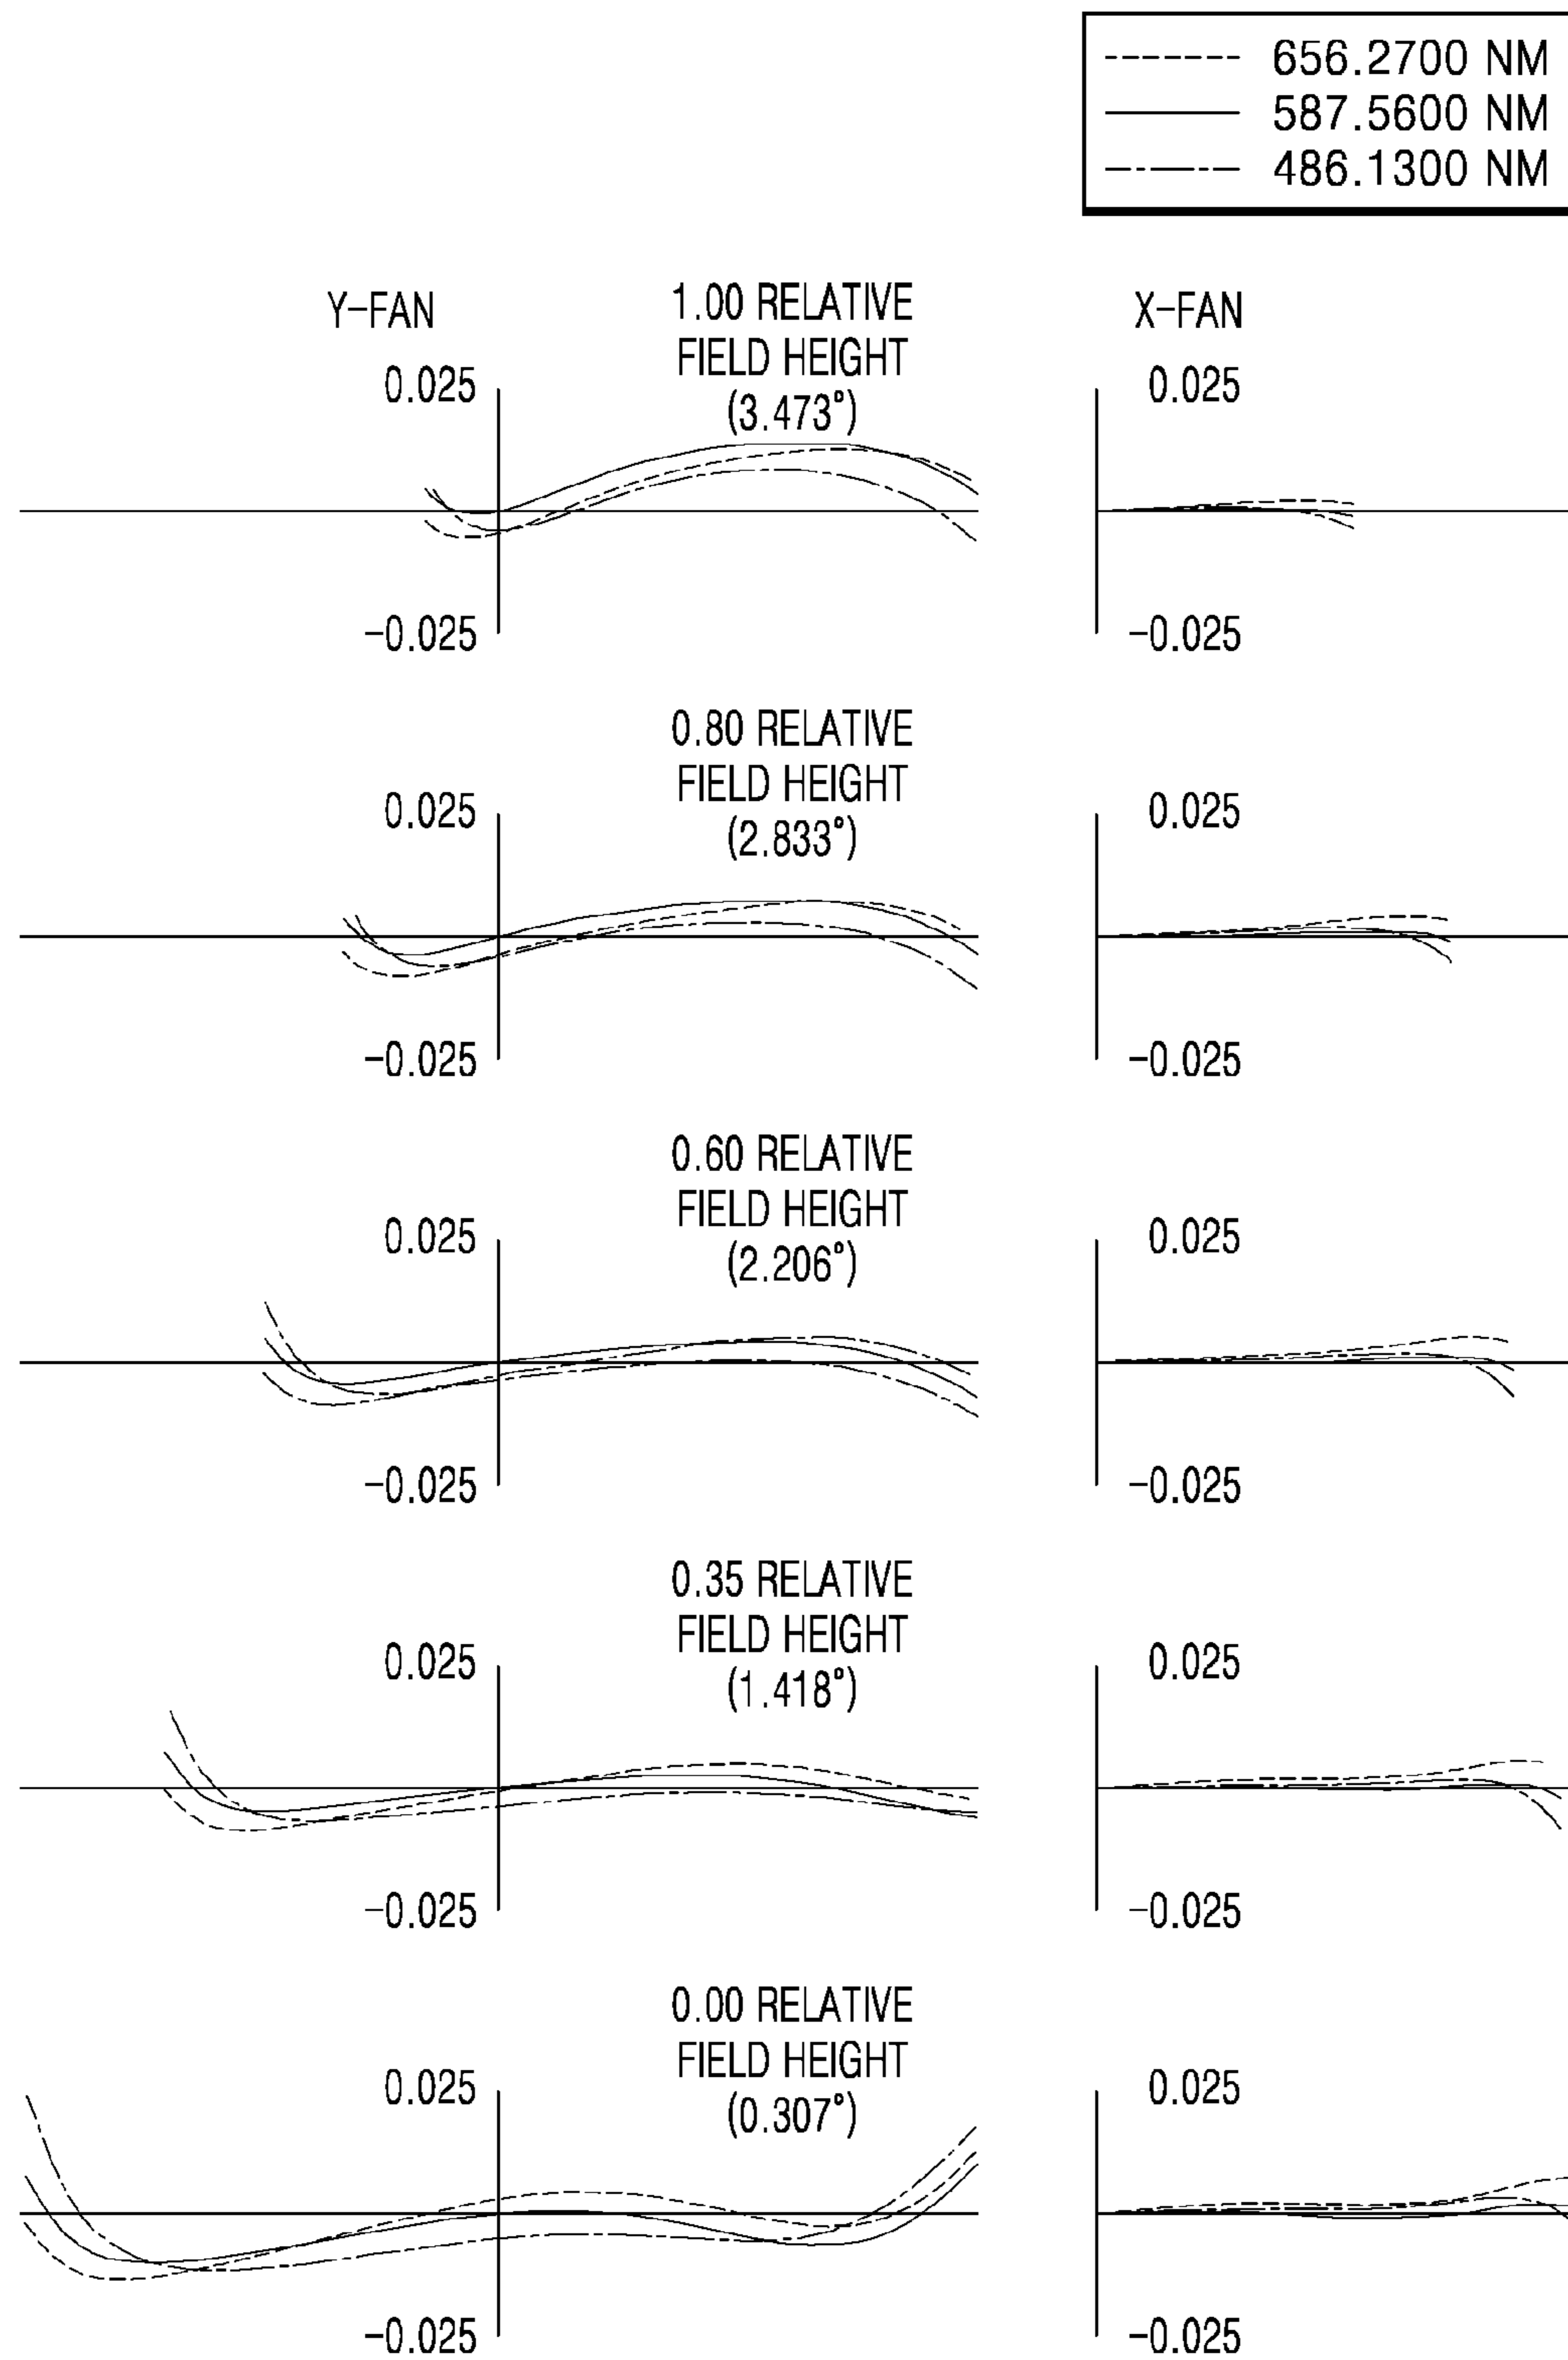 656.2700 NM
587.5600 NM
486.1300 NM
Y-FAN
1.00 RELATIVE
FIELD HEIGHT
(3.473°)
X-FAN
0.025
0.025
-0.025
-0.025
0.80 RELATIVE
FIELD HEIGHT
(2.833°)
0.025
0.025
-0.025
-0.025
0.60 RELATIVE
FIELD HEIGHT
(2.206°)
0.025
0.025
-0.025
-0.025
0.35 RELATIVE
FIELD HEIGHT
(1.418°)
0.025
0.025
-0.025
-0.025
0.00 RELATIVE
FIELD HEIGHT
(0.307°)
0.025
0.025
-0.025
-0.025